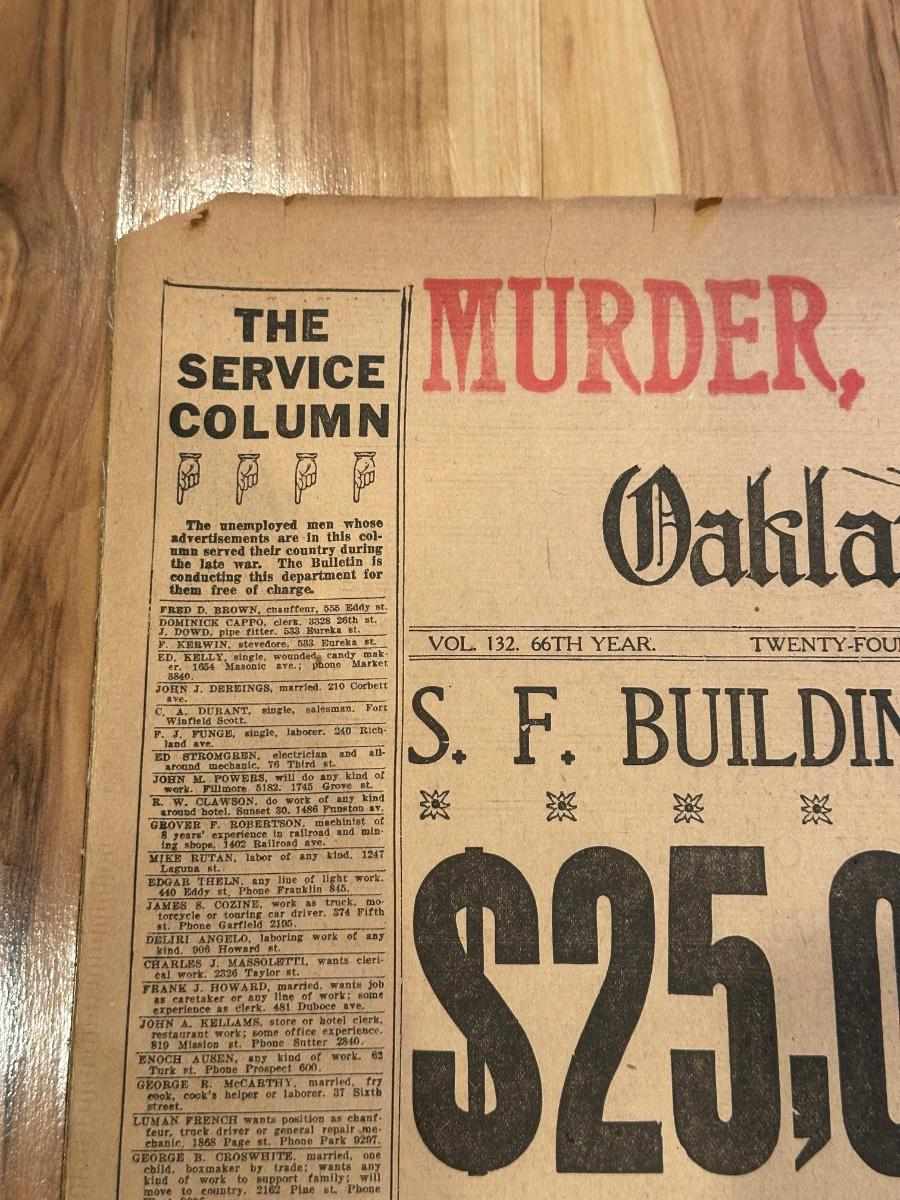 THE
SERVICE
COLUMN
The unemployed men whose
advertisements are in this col-
umn served their country during
the late war. The Bulletin is
conducting this department for
them free of charge.
FRED D. BROWN, chauffeur, 555 Eddy st.
DOMINICK CAPPO, clerk. 3328 26th st.
J. DOWD, pipe fitter. 533 Eureka st.
F. KERWIN, stevedore. 533 Eureka st.
ED. KELLY, single, wounded, candy mak-
er. 1654 Masonic ave.; phone Market
5840.
JOHN J. DEREINGS, married. 210 Corbett
ave.
C. A. DURANT, single, salesman. Fort
Winfield Scott.
F. J. FUNGE, single, laborer. 240 Rich-
land ave.
ED STROMGREN, electrician and all-
around mechanic. 76 Third st.
JOHN M. POWERS, will do any kind of
work. Fillmore 5182. 1745 Grove st.
R. W. CLAWSON, do work of any kind
around hotel. Sunset 30. 1486 Funston av.
GROVER F. ROBERTSON, machinist of
8 years' experience in railroad and min-
ing shops. 1402 Railroad ave.
MIKE RUTAN, labor of any kind. 1247
Laguna st.
EDGAR THELN, any line of light work.
440 Eddy st. Phone Franklin 845.
JAMES S. COZINE, work as truck, mo-
torcycle or touring car driver. 374 Fifth
st. Phone Garfield 2195.
DELIRI ANGELO, laboring work of any
kind. 906 Howard st.
CHARLES J. MASSOLETTI, wants cleri-
cal work. 2326 Taylor st.
FRANK J. HOWARD, married, wants job
as caretaker or any line of work; some
experience as clerk. 481 Duboce ave.
JOHN A. KELLAMS, store or hotel clerk,
restaurant work; some office experience.
819 Mission st. Phone Sutter 2840.
ENOCH AUSEN, any kind of work. 62
Turk st. Phone Prospect 600.
GEORGE R. McCARTHY, married, fry
cook, cook's helper or laborer. 37 Sixth
street.
LUMAN FRENCH wants position as chauf-
feur, truck driver or general repair me-
chanic. 1868 Page st. Phone Park 9297.
GEORGE B. CROSWHITE, married, one
child, boxmaker by trade; wants any
kind of work to support family; will
move to country. 2162 Pine st. Phone
MURDER,
Oakla
VOL. 132. 66TH YEAR. TWENTY-FOU
S. F. BUILDIN
$25,0